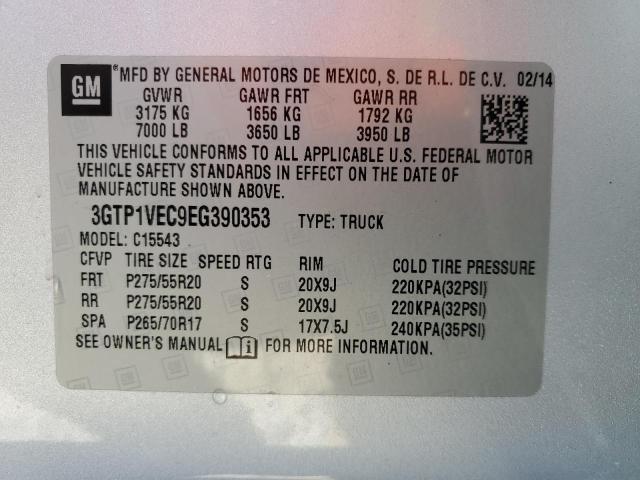 GM ®MFD BY GENERAL MOTORS DE MEXICO, S. DE R.L. DE C.V. 02/14
GVWR GAWR FRT GAWR RR
3175 KG 1656 KG 1792 KG
7000 LB 3650 LB 3950 LB
THIS VEHICLE CONFORMS TO ALL APPLICABLE U.S. FEDERAL MOTOR
VEHICLE SAFETY STANDARDS IN EFFECT ON THE DATE OF
MANUFACTURE SHOWN ABOVE.
3GTP1VEC9EG390353 TYPE: TRUCK
MODEL: C15543
CFVP TIRE SIZE SPEED RTG RIM COLD TIRE PRESSURE
FRT P275/55R20 S 20X9J 220KPA(32PSI)
RR P275/55R20 S 20X9J 220KPA(32PSI)
SPA P265/70R17 S 17X7.5J 240KPA(35PSI)
SEE OWNER'S MANUAL FOR MORE INFORMATION.